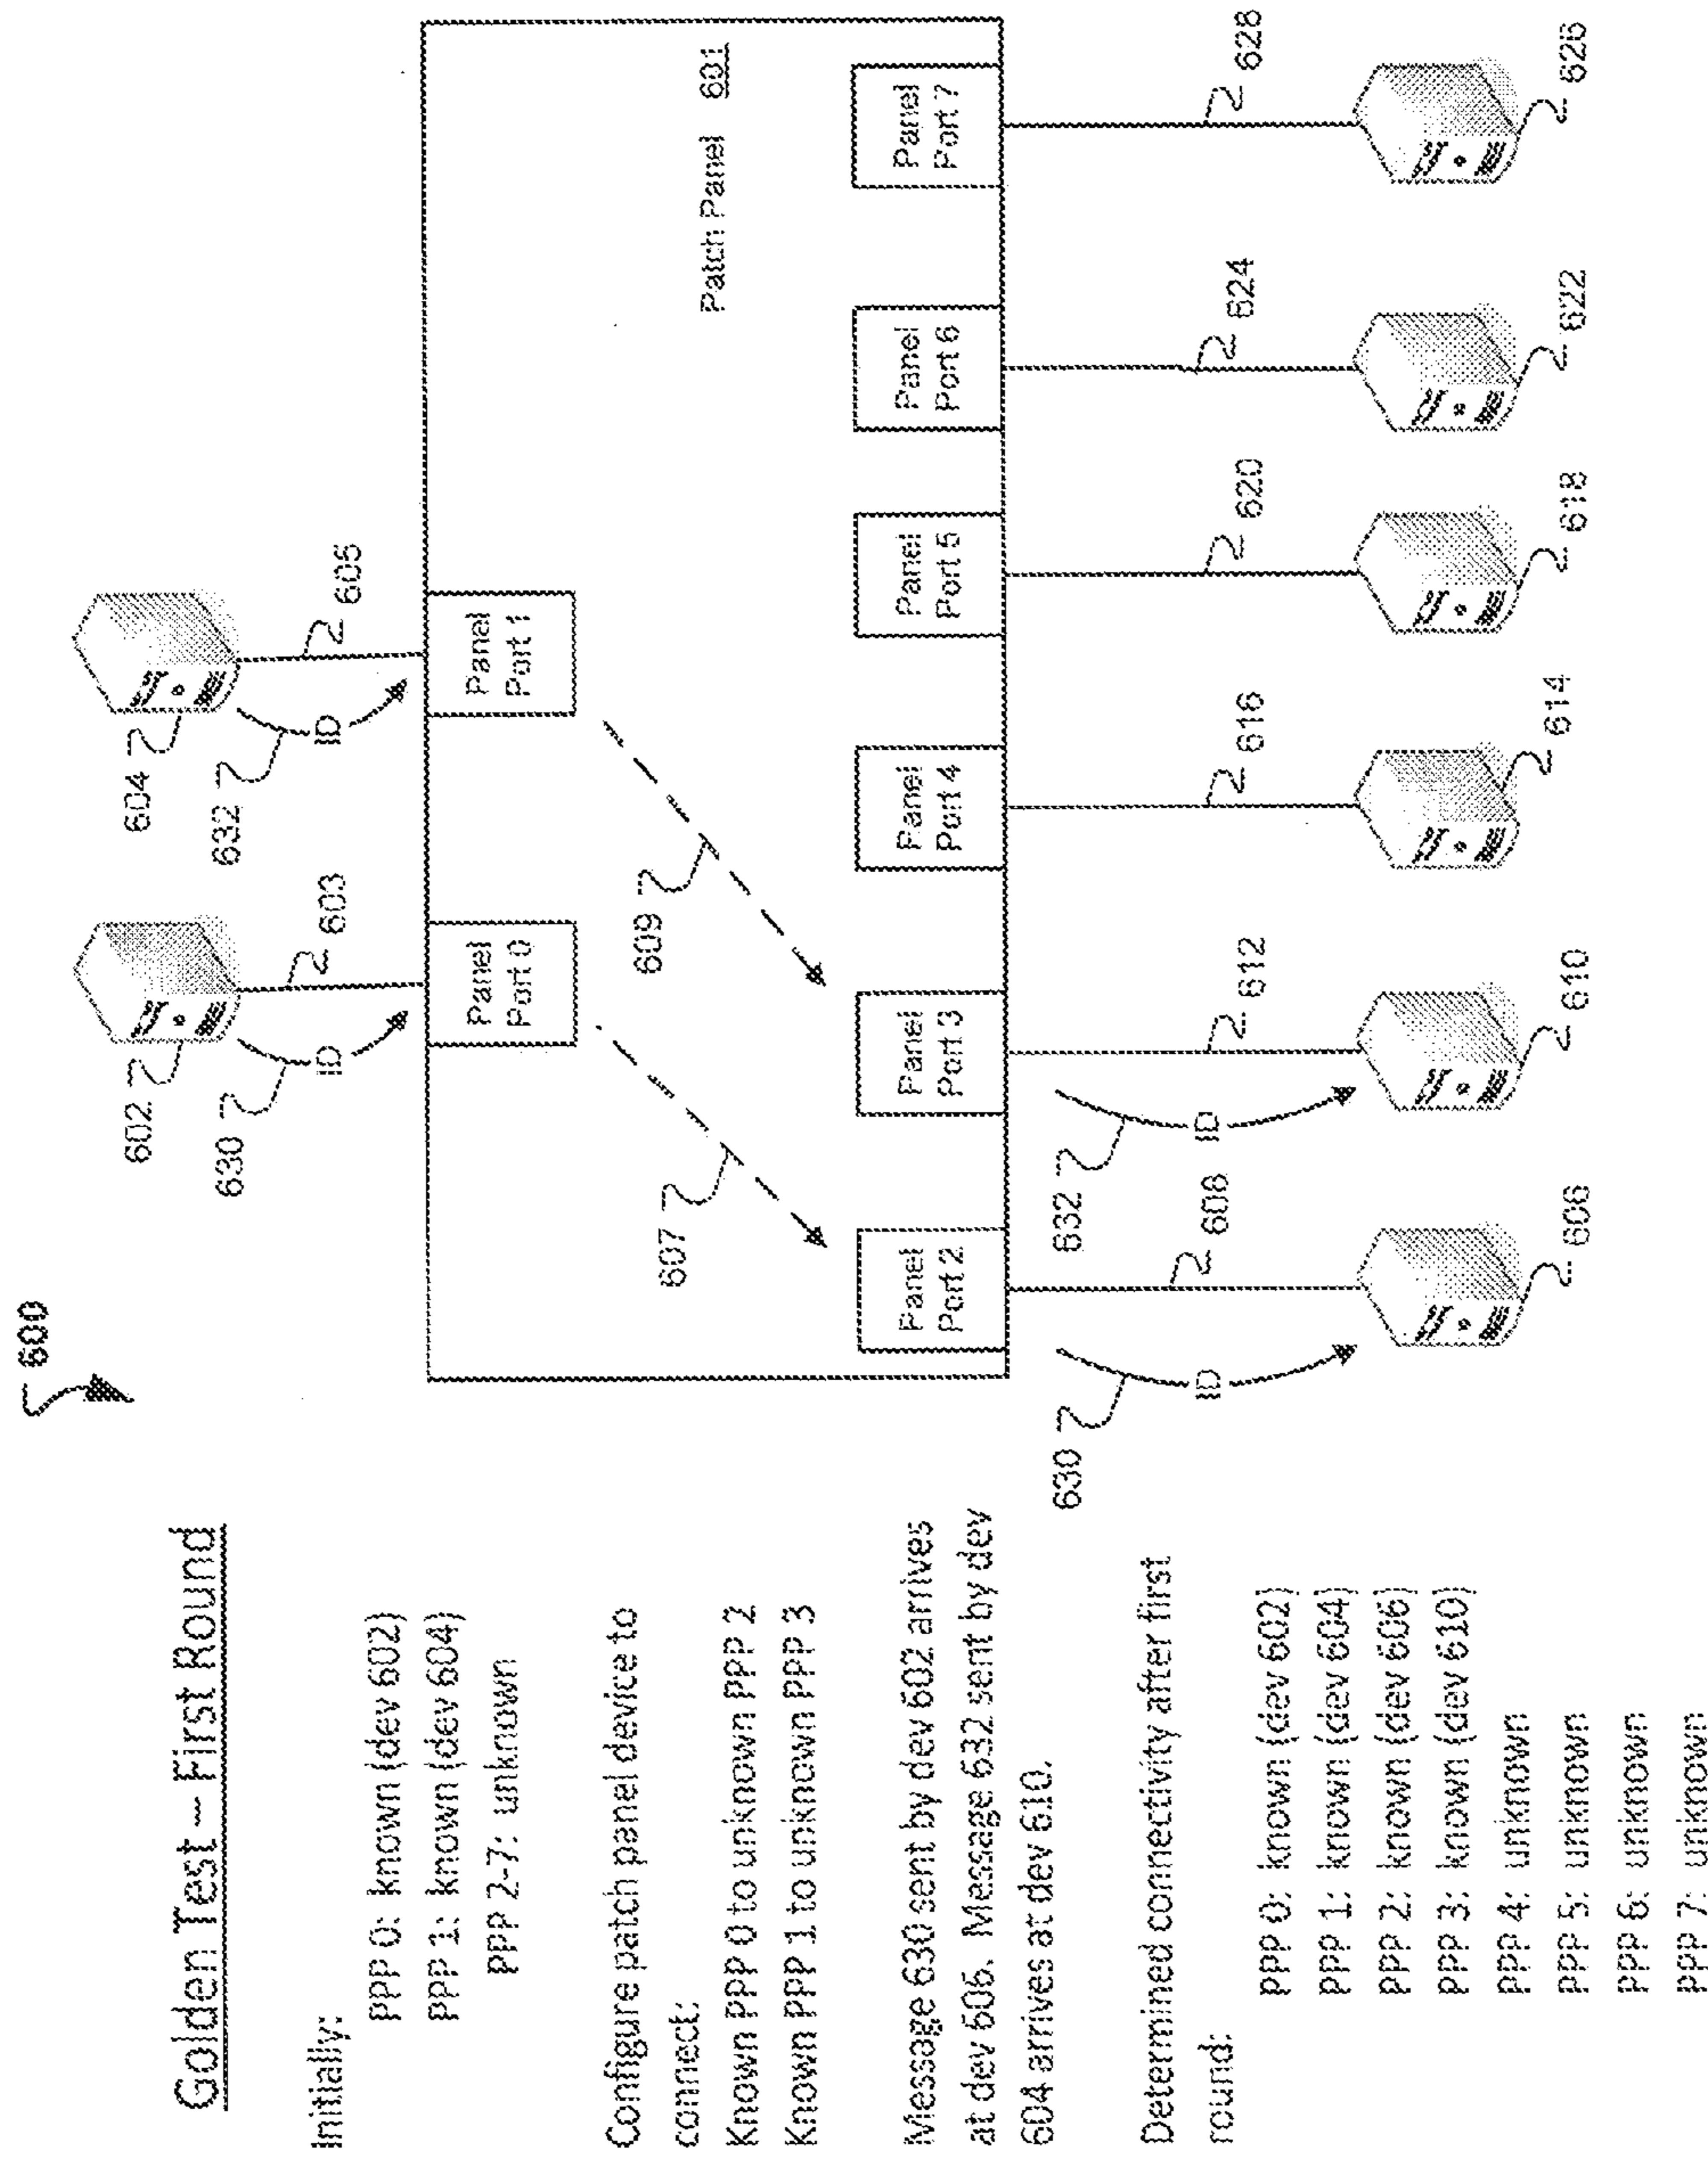 600
Golden Test – First Round
Initially:
PPP 0: known (dev 602)
PPP 1: known (dev 604)
PPP 2-7: unknown
Configure patch panel device to
connect:
Known PPP 0 to unknown PPP 2
Known PPP 1 to unknown PPP 3
Message 630 sent by dev 602 arrives
at dev 606. Message 632 sent by dev
604 arrives at dev 610.
Determined connectivity after first
round:
PPP 0: known (dev 602)
PPP 1: known (dev 604)
PPP 2: known (dev 606)
PPP 3: known (dev 610)
PPP 4: unknown
PPP 5: unknown
PPP 6: unknown
PPP 7: unknown
602
604
630
ID
603
632
ID
605
Panel
Port 0
Panel
Port 1
607
609
Patch Panel 601
Panel
Port 2
Panel
Port 3
Panel
Port 4
Panel
Port 5
Panel
Port 6
Panel
Port 7
630
ID
608
632
ID
612
616
620
624
628
606
610
614
618
622
626